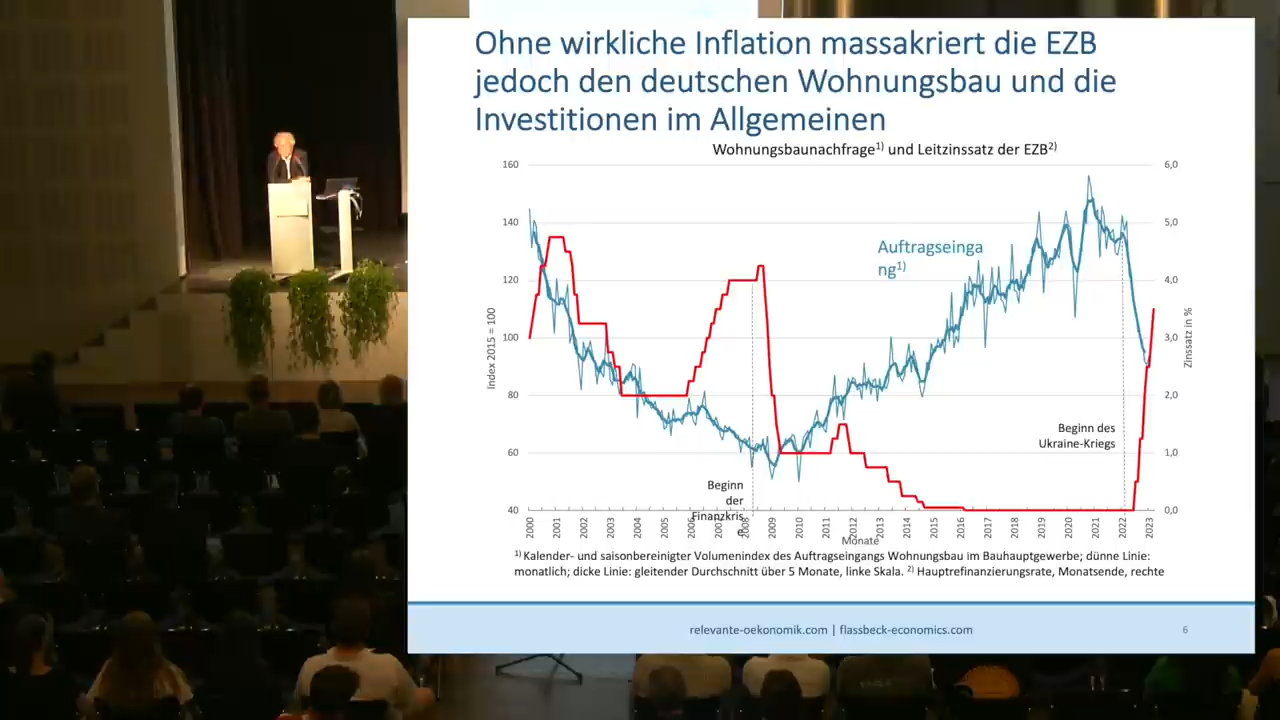 Ohne wirkliche Inflation massakriert die EZB
jedoch den deutschen Wohnungsbau und die
Investitionen im Allgemeinen
Wohnungsbaunachfrage1) und Leitzinssatz der EZB2)
160
140
120
100
80
60
40
Index 2015 = 100
6,0
5,0
4,0
3,0
2,0
1,0
0,0
Zinssatz in %
Auftragseinga
ng1)
Beginn des
Ukraine-Kriegs
Beginn
der
Finanzkris
e
2000
2001
2002
2003
2004
2005
2006
2007
2008
2009
2010
2011
2012
2013
2014
2015
2016
2017
2018
2019
2020
2021
2022
2023
Monate
1) Kalender- und saisonbereinigter Volumenindex des Auftragseingangs Wohnungsbau im Bauhauptgewerbe; dünne Linie:
monatlich; dicke Linie: gleitender Durchschnitt über 5 Monate, linke Skala. 2) Hauptrefinanzierungsrate, Monatsende, rechte
relevante-oekonomik.com | flassbeck-economics.com
6